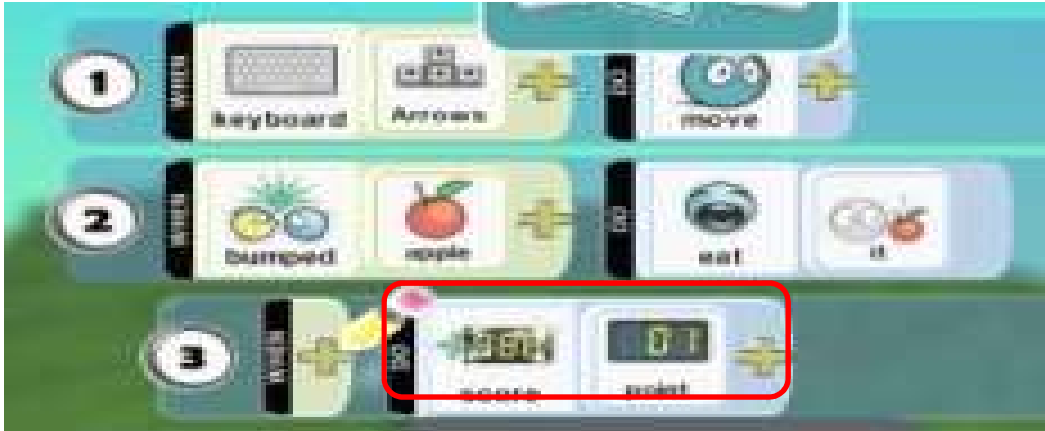 1 WHEN keyboard Arrows DO move
2 WHEN bumped apple DO eat it
3 WHEN DO score 01 point